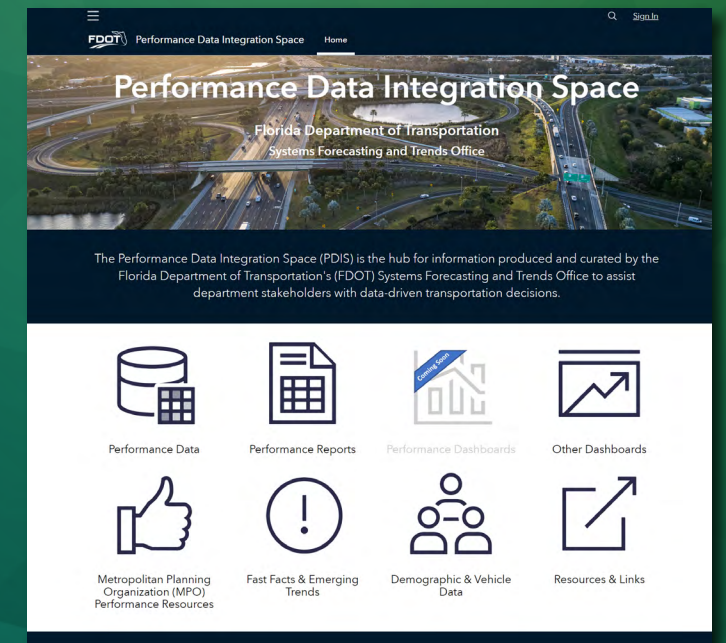 Sign In
FDOT Performance Data Integration Space Home
Performance Data Integration Space
Florida Department of Transportation
Systems Forecasting and Trends Office
The Performance Data Integration Space (PDIS) is the hub for information produced and curated by the
Florida Department of Transportation's (FDOT) Systems Forecasting and Trends Office to assist
department stakeholders with data-driven transportation decisions.
Coming Soon
Performance Data
Performance Reports
Performance Dashboards
Other Dashboards
Metropolitan Planning
Organization (MPO)
Performance Resources
Fast Facts & Emerging
Trends
Demographic & Vehicle
Data
Resources & Links